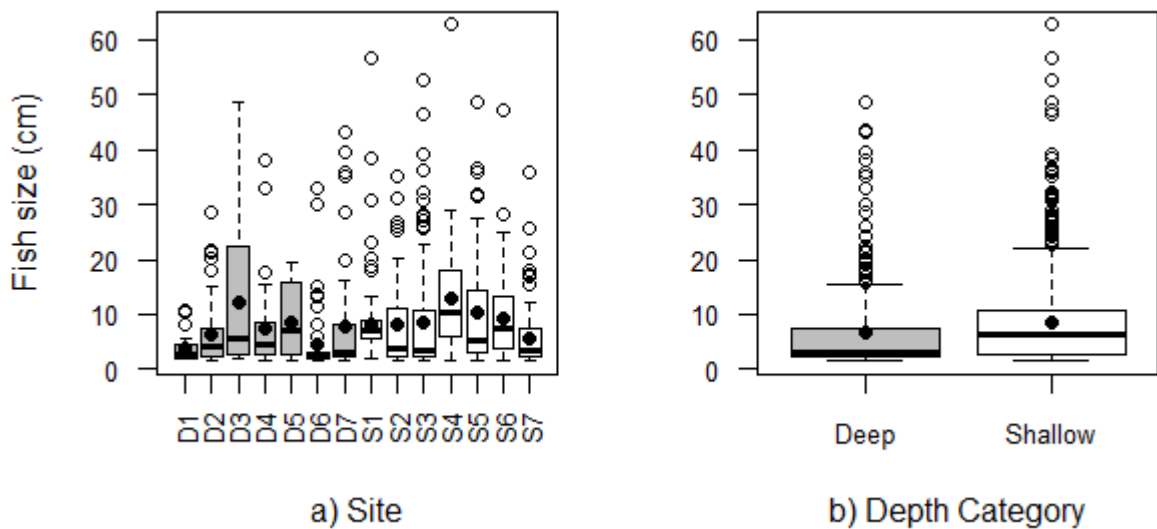 Fish size (cm)
60
50
40
30
20
10
0
D1
D2
D3
D4
D5
D6
D7
S1
S2
S3
S4
S5
S6
S7
a) Site
60
50
40
30
20
10
0
Deep
Shallow
b) Depth Category